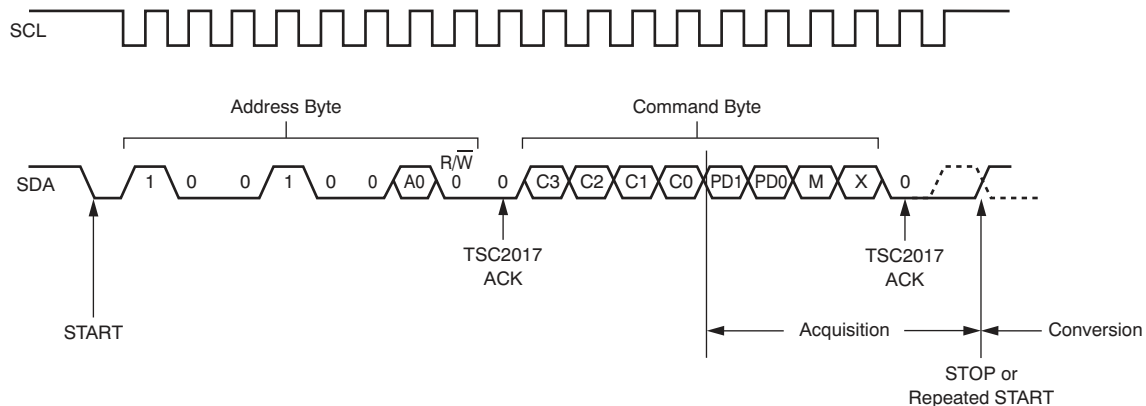 SCL
Address Byte
Command Byte
R/W
SDA
1 0 0 1 0 0 A0 0 0 C3 C2 C1 C0 PD1 PD0 M X 0
TSC2017
ACK
TSC2017
ACK
START
Acquisition
Conversion
STOP or
Repeated START